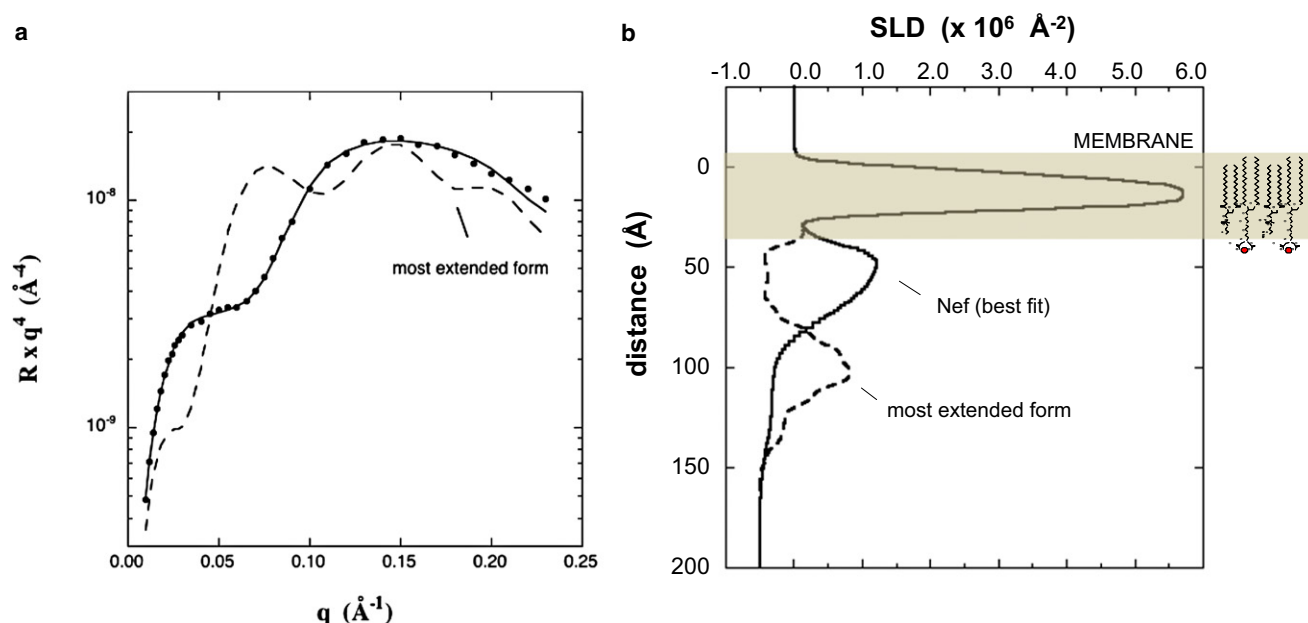 a
10⁻⁸
10⁻⁹
R x q⁴ (Å⁻⁴)
most extended form
0.00 0.05 0.10 0.15 0.20 0.25
q (Å⁻¹)
b
SLD (x 10⁶ Å⁻²)
-1.0 0.0 1.0 2.0 3.0 4.0 5.0 6.0
MEMBRANE
0
50
100
150
200
distance (Å)
Nef (best fit)
most extended form